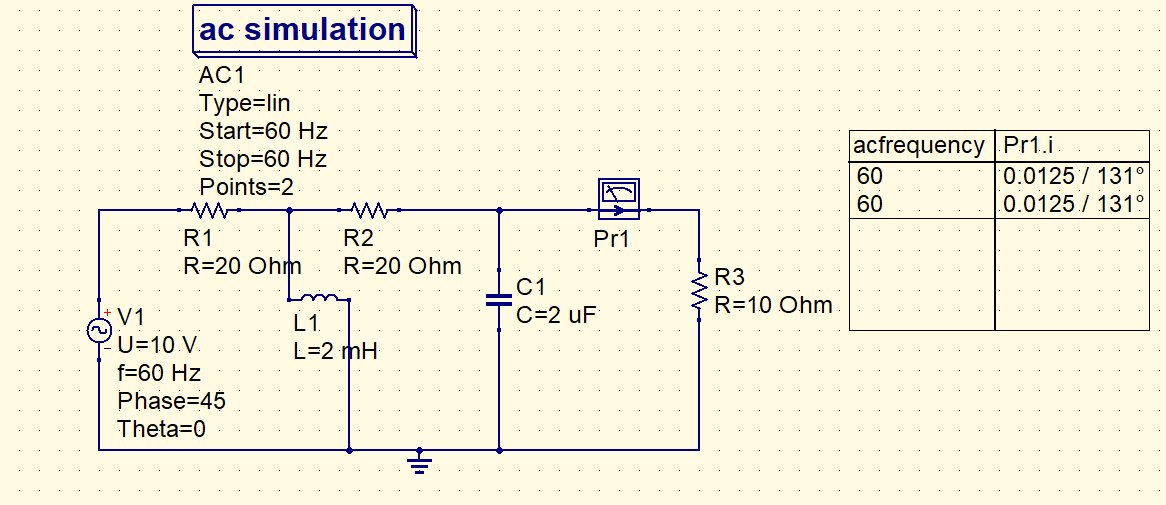 ac simulation
AC1
Type=lin
Start=60 Hz
Stop=60 Hz
Points=2
R1
R=20 Ohm
R2
R=20 Ohm
Pr1
C1
C=2 uF
R3
R=10 Ohm
L1
L=2 mH
+
-
V1
U=10 V
f=60 Hz
Phase=45
Theta=0
acfrequency Pr1.i
60 0.0125 / 131°
60 0.0125 / 131°